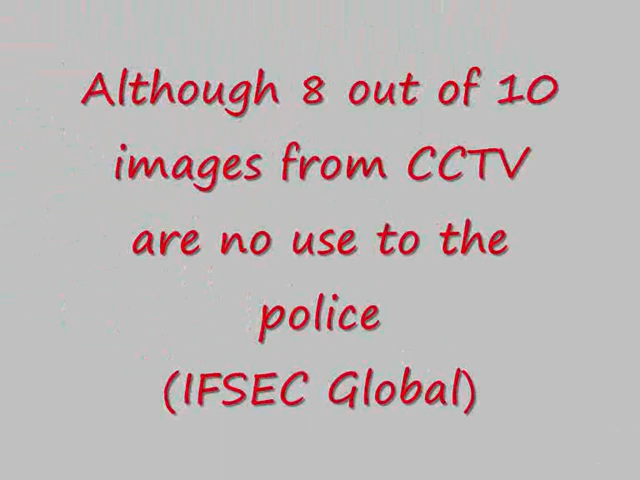 Although 8 out of 10
images from CCTV
are no use to the
police
(IFSEC Global)